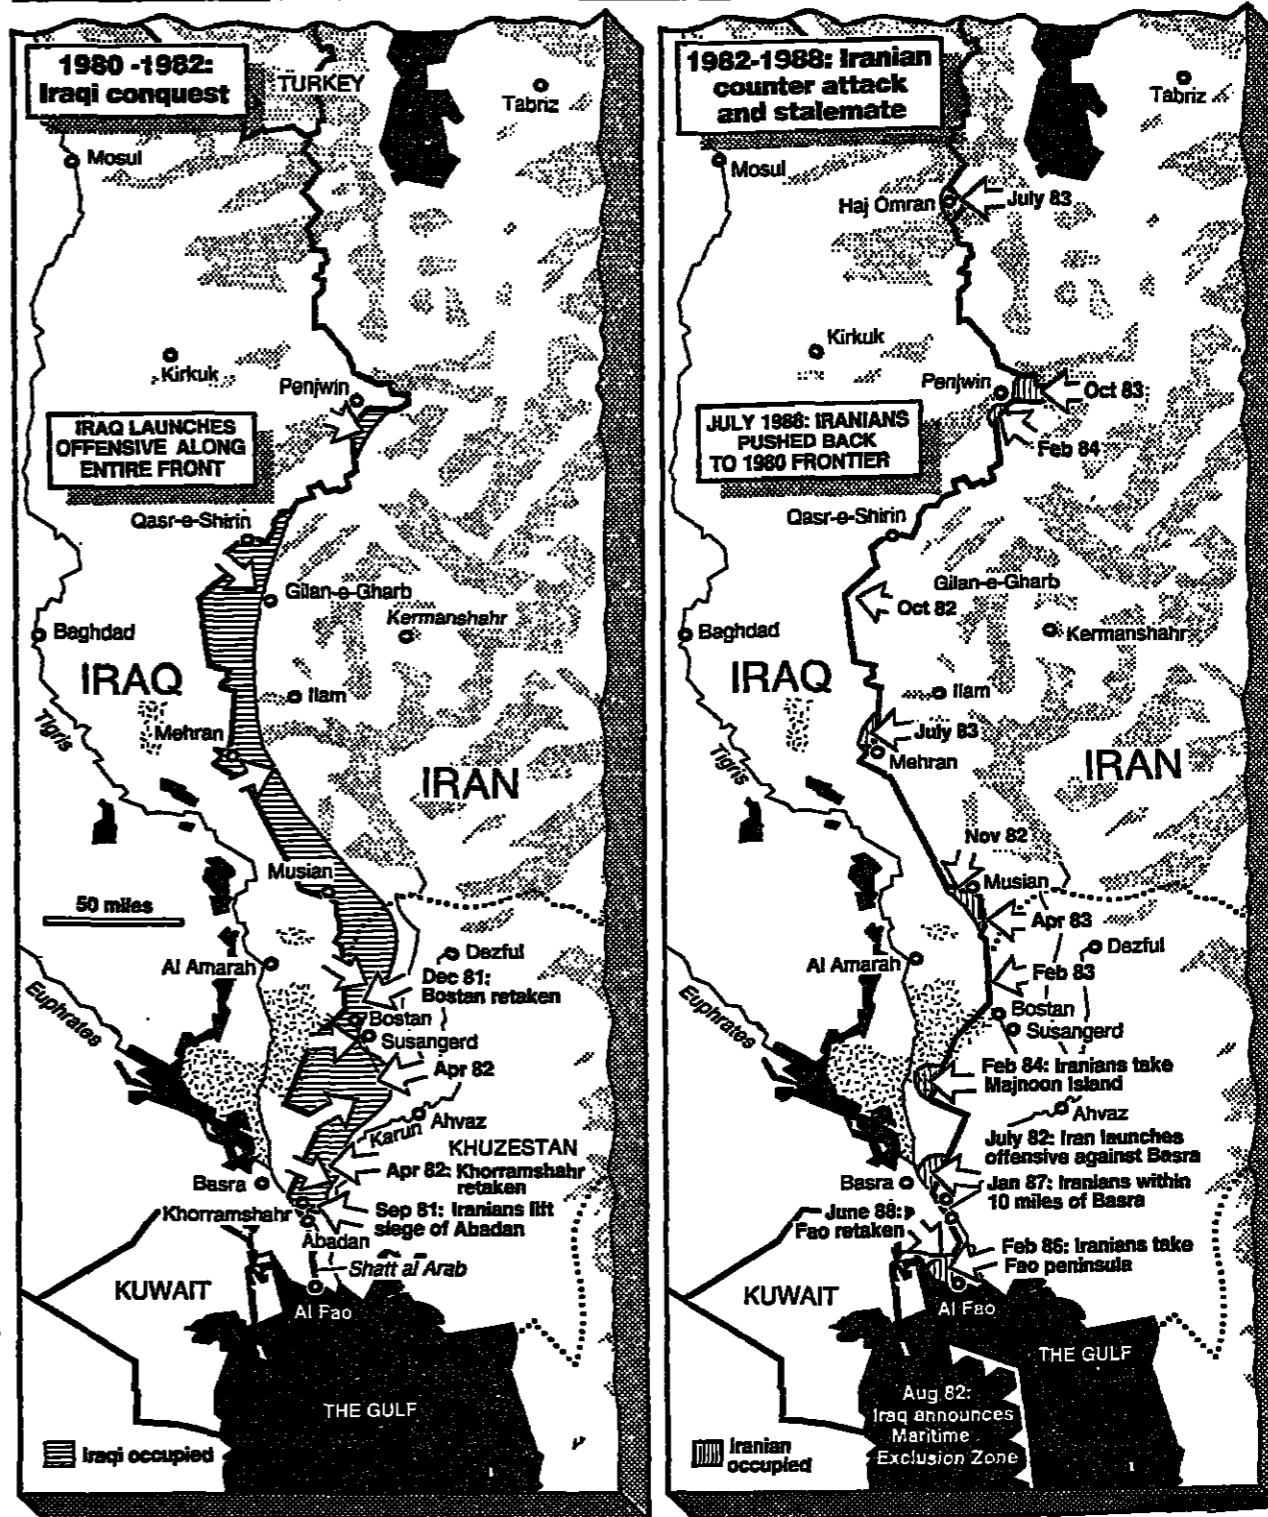 1980 -1982:
Iraqi conquest
TURKEY
Tabriz
Mosul
Kirkuk
Penjwin
IRAQ LAUNCHES
OFFENSIVE ALONG
ENTIRE FRONT
Qasr-e-Shirin
Gilan-e-Gharb
Kermanshahr
Baghdad
IRAQ
Ilam
Tigris
Mehran
IRAN
Musian
50 miles
Dezful
Al Amarah
Dec 81:
Bostan retaken
Euphrates
Bostan
Susangerd
Apr 82
Karun
Ahvaz
KHUZESTAN
Apr 82: Khorramshahr
retaken
Basra
Khorramshahr
Sep 81: Iranians lift
siege of Abadan
Abadan
Shatt al Arab
KUWAIT
Al Fao
THE GULF
Iraqi occupied
1982-1988: Iranian
counter attack
and stalemate
Tabriz
Mosul
Haj Omran
July 83
Kirkuk
Penjwin
Oct 83
JULY 1988: IRANIANS
PUSHED BACK
TO 1980 FRONTIER
Feb 84
Qasr-e-Shirin
Gilan-e-Gharb
Oct 82
Baghdad
Kermanshahr
IRAQ
Ilam
Tigris
July 83
Mehran
IRAN
Nov 82
Musian
Apr 83
Dezful
Al Amarah
Feb 83
Euphrates
Bostan
Susangerd
Feb 84: Iranians take
Majnoon Island
Ahvaz
July 82: Iran launches
offensive against Basra
Basra
Jan 87: Iranians within
10 miles of Basra
June 88:
Fao retaken
Feb 86: Iranians take
Fao peninsula
KUWAIT
Al Fao
THE GULF
Aug 82:
Iraq announces
Maritime
Exclusion Zone
Iranian
occupied